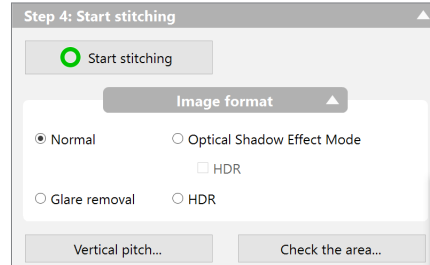 Step 4: Start stitching
Start stitching
Image format
Normal
Optical Shadow Effect Mode
HDR
Glare removal
HDR
Vertical pitch...
Check the area...